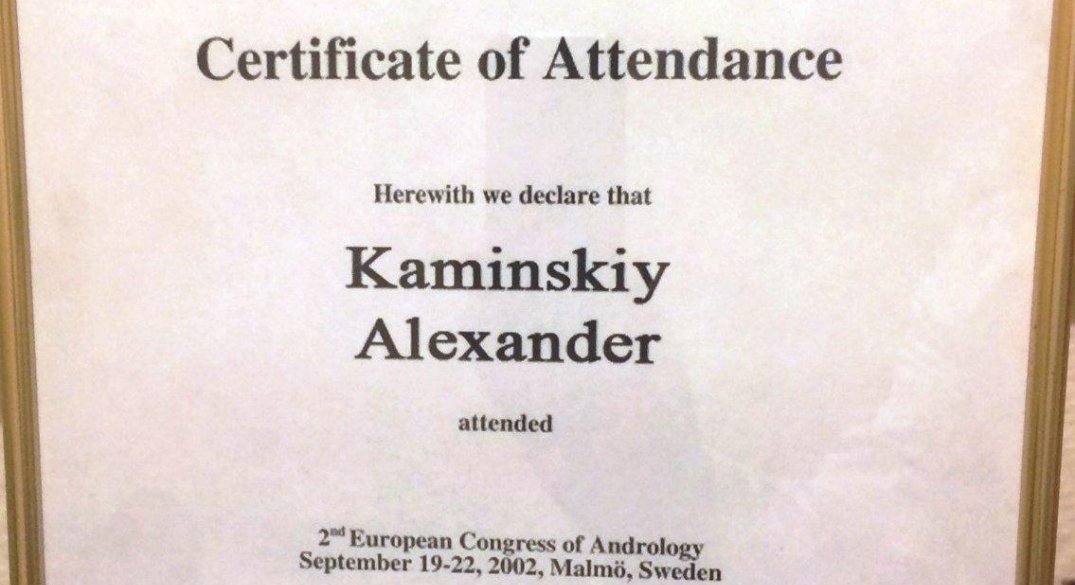 Certificate of Attendance
Herewith we declare that
Kaminskiy
Alexander
attended
2nd European Congress of Andrology
September 19-22, 2002, Malmö, Sweden